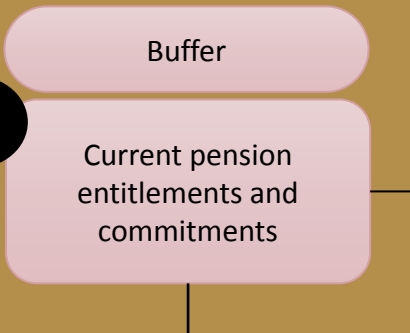 Buffer
Current pension
entitlements and
commitments